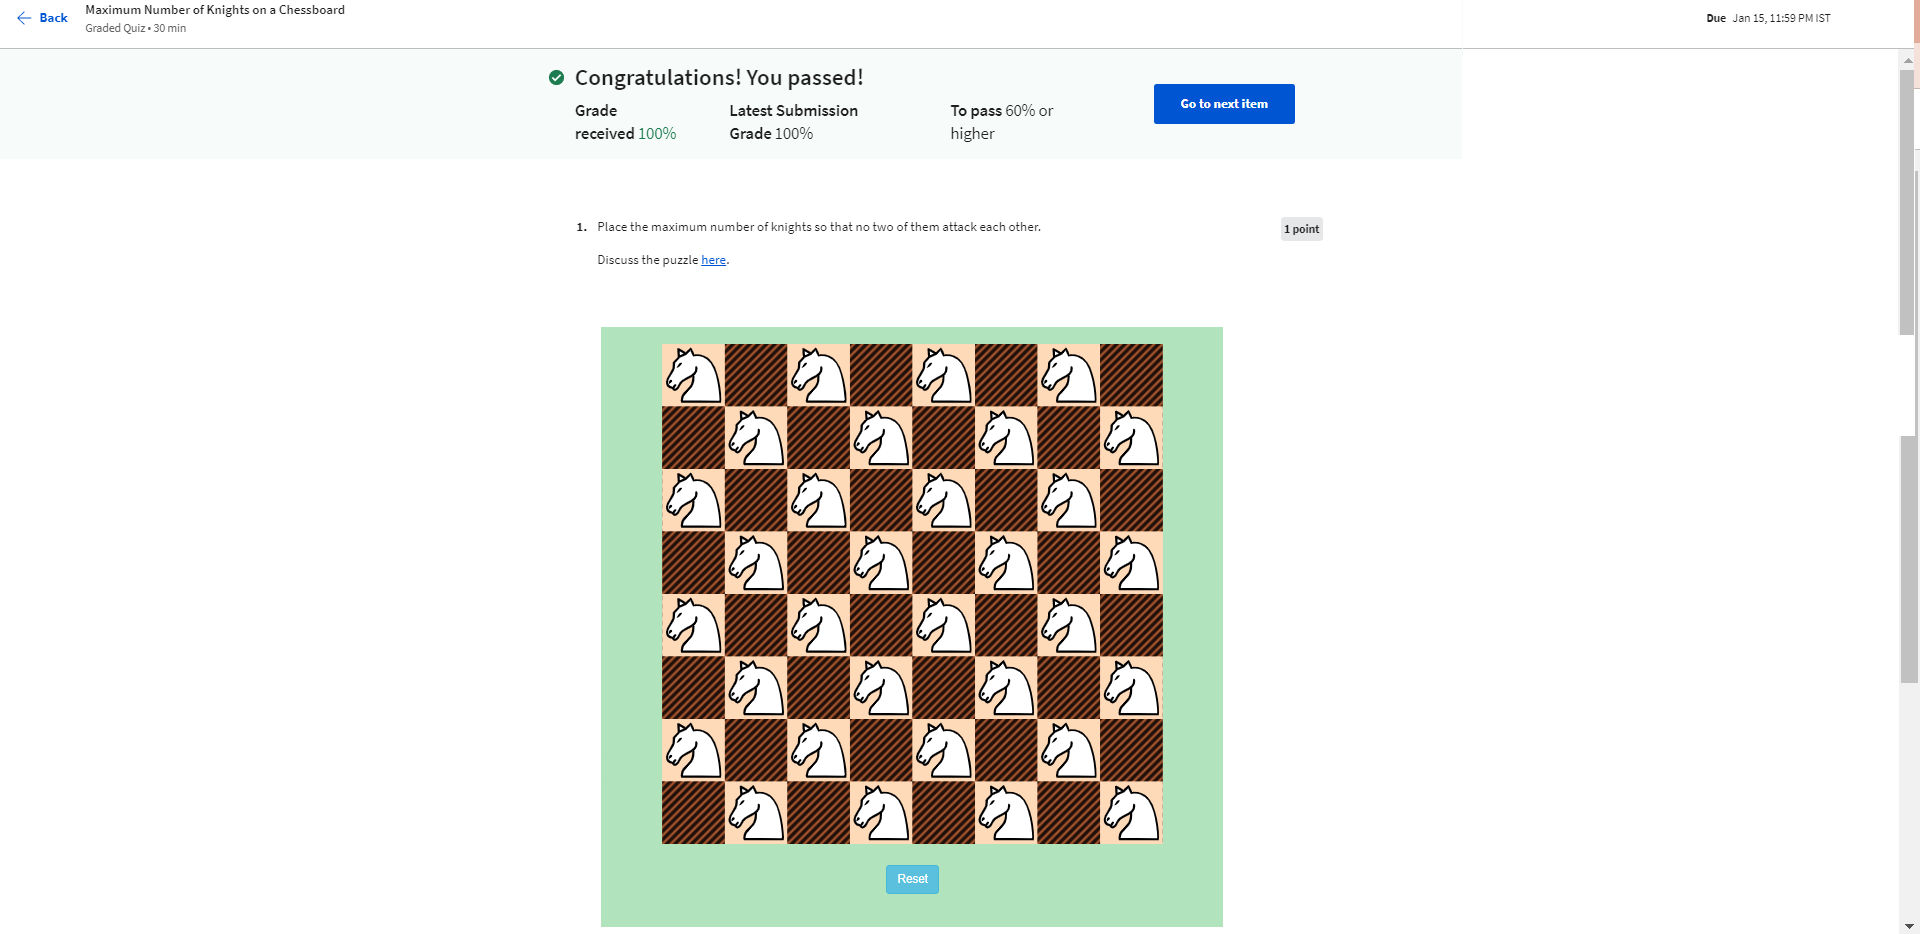 Back
Maximum Number of Knights on a Chessboard
Graded Quiz • 30 min
Due Jan 15, 11:59 PM IST
Congratulations! You passed!
Grade
received 100%
Latest Submission
Grade 100%
To pass 60% or
higher
Go to next item
1. Place the maximum number of knights so that no two of them attack each other.
1 point
Discuss the puzzle here.
Reset